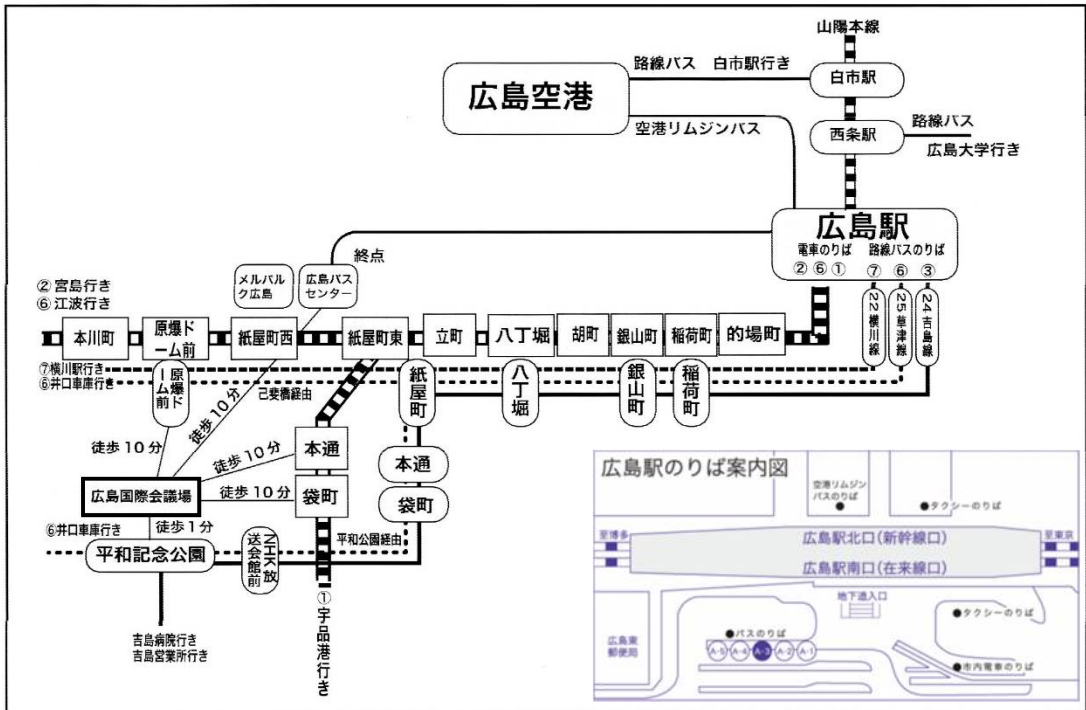 山陽本線
路線バス 白市駅行き
白市駅
広島空港
空港リムジンバス
西条駅
路線バス
広島大学行き
広島駅
電車のりば 路線バスのりば
② ⑥ ① ⑦ ⑥ ③
終点
メルパル
ク広島
広島バス
センター
② 宮島行き
⑥ 江波行き
22横川線
25草津線
24吉島線
本川町
原爆ド
ーム前
紙屋町西
紙屋町東
立町
八丁堀
胡町
銀山町
稲荷町
的場町
⑦横川駅行き
⑥井口車庫行き
原爆ド
ーム前
己斐橋経由
紙屋町
八丁堀
銀山町
稲荷町
徒歩10分
徒歩10分
徒歩10分
本通
本通
広島国際会議場
徒歩10分
袋町
袋町
⑥井口車庫行き
徒歩1分
平和公園経由
平和記念公園
NHK放
送会館前
①宇品港行き
吉島病院行き
吉島営業所行き
広島駅のりば案内図
空港リムジン
バスのりば
●タクシーのりば
至博多
広島駅北口(新幹線口)
至東京
広島駅南口(在来線口)
地下道入口
●タクシーのりば
広島東
郵便局
●バスのりば
A-5 A-4 A-3 A-2 A-1
●市内電車のりば